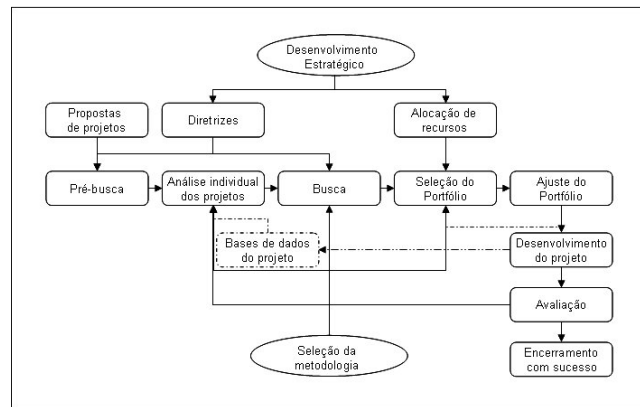 Desenvolvimento
Estratégico
Propostas
de projetos
Diretrizes
Alocação de
recursos
Pré-busca
Análise individual
dos projetos
Busca
Seleção do
Portfólio
Ajuste do
Portfólio
Bases de dados
do projeto
Desenvolvimento
do projeto
Avaliação
Seleção da
metodologia
Encerramento
com sucesso